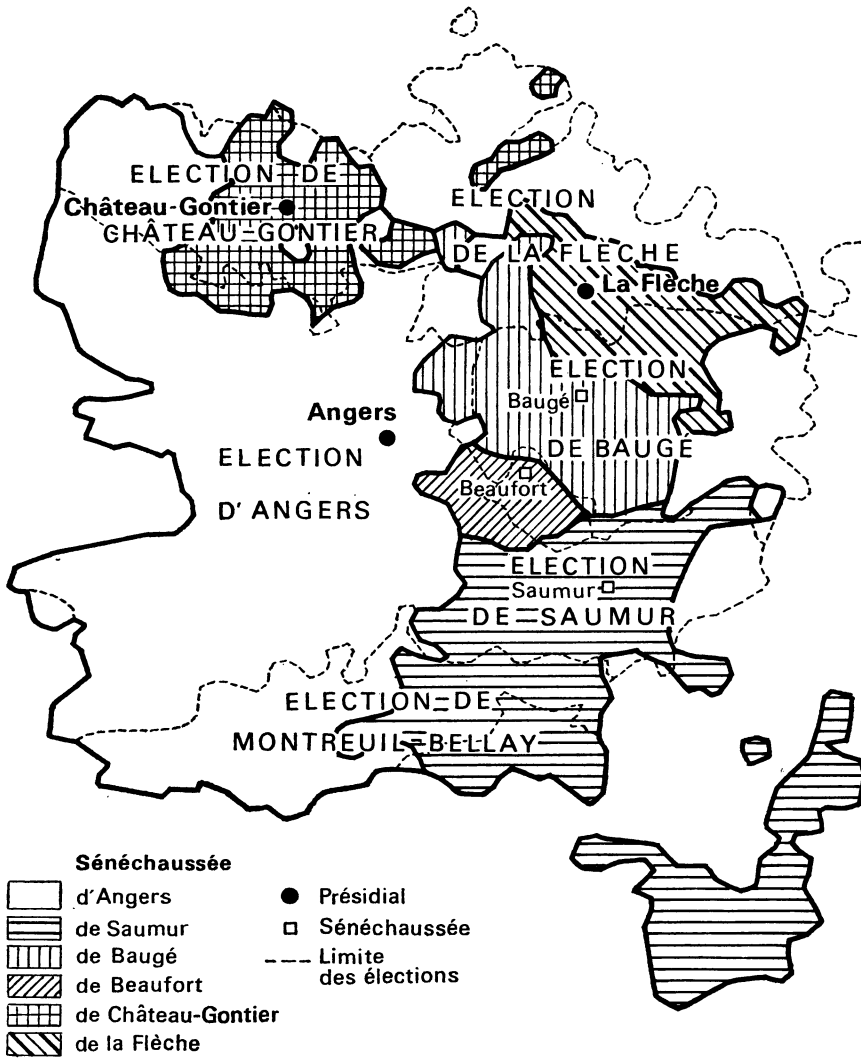 ELECTION DE
Château-Gontier
CHÂTEAU-GONTIER
ELECTION
DE LA FLECHE
La Flèche
ELECTION
Baugé
DE BAUGÉ
Angers
ELECTION
D'ANGERS
Beaufort
ELECTION
Saumur
DE SAUMUR
ELECTION DE
MONTREUIL-BELLAY
Sénéchaussée
d'Angers
de Saumur
de Baugé
de Beaufort
de Château-Gontier
de la Flèche
Présidial
Sénéchaussée
Limite
des élections